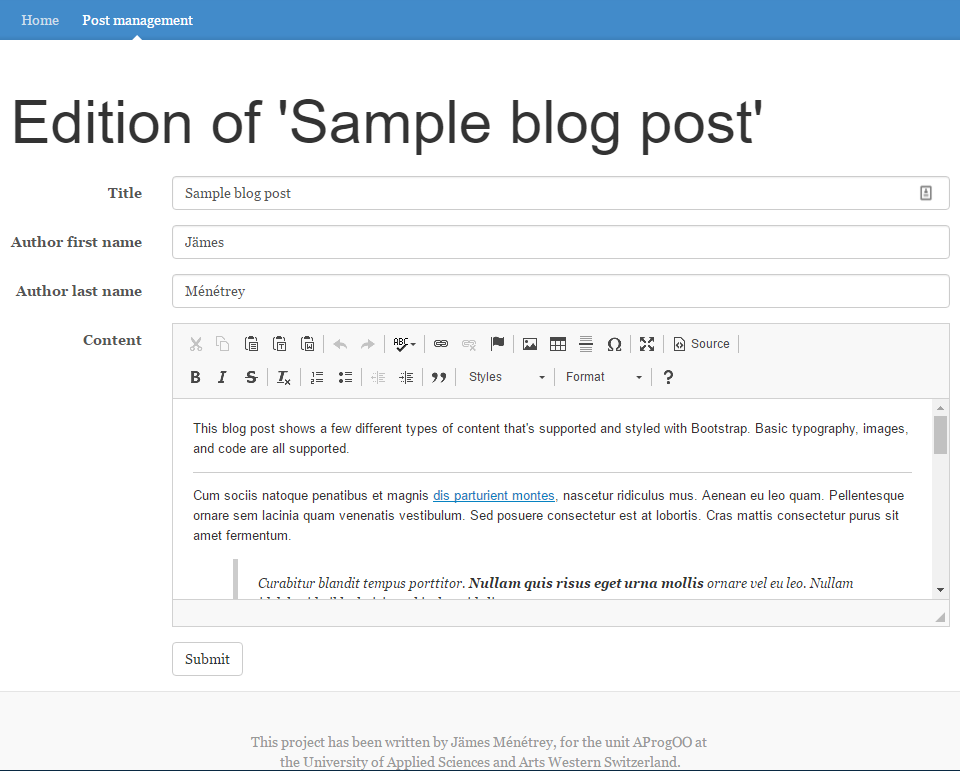 Home Post management
Edition of 'Sample blog post'
Title Sample blog post
Author first name Jämes
Author last name Ménétrey
Content
ABC Source
B I S Styles Format ?
This blog post shows a few different types of content that's supported and styled with Bootstrap. Basic typography, images,
and code are all supported.
Cum sociis natoque penatibus et magnis dis parturient montes, nascetur ridiculus mus. Aenean eu leo quam. Pellentesque
ornare sem lacinia quam venenatis vestibulum. Sed posuere consectetur est at lobortis. Cras mattis consectetur purus sit
amet fermentum.
Curabitur blandit tempus porttitor. Nullam quis risus eget urna mollis ornare vel eu leo. Nullam
Submit
This project has been written by Jämes Ménétrey, for the unit AProgOO at
the University of Applied Sciences and Arts Western Switzerland.